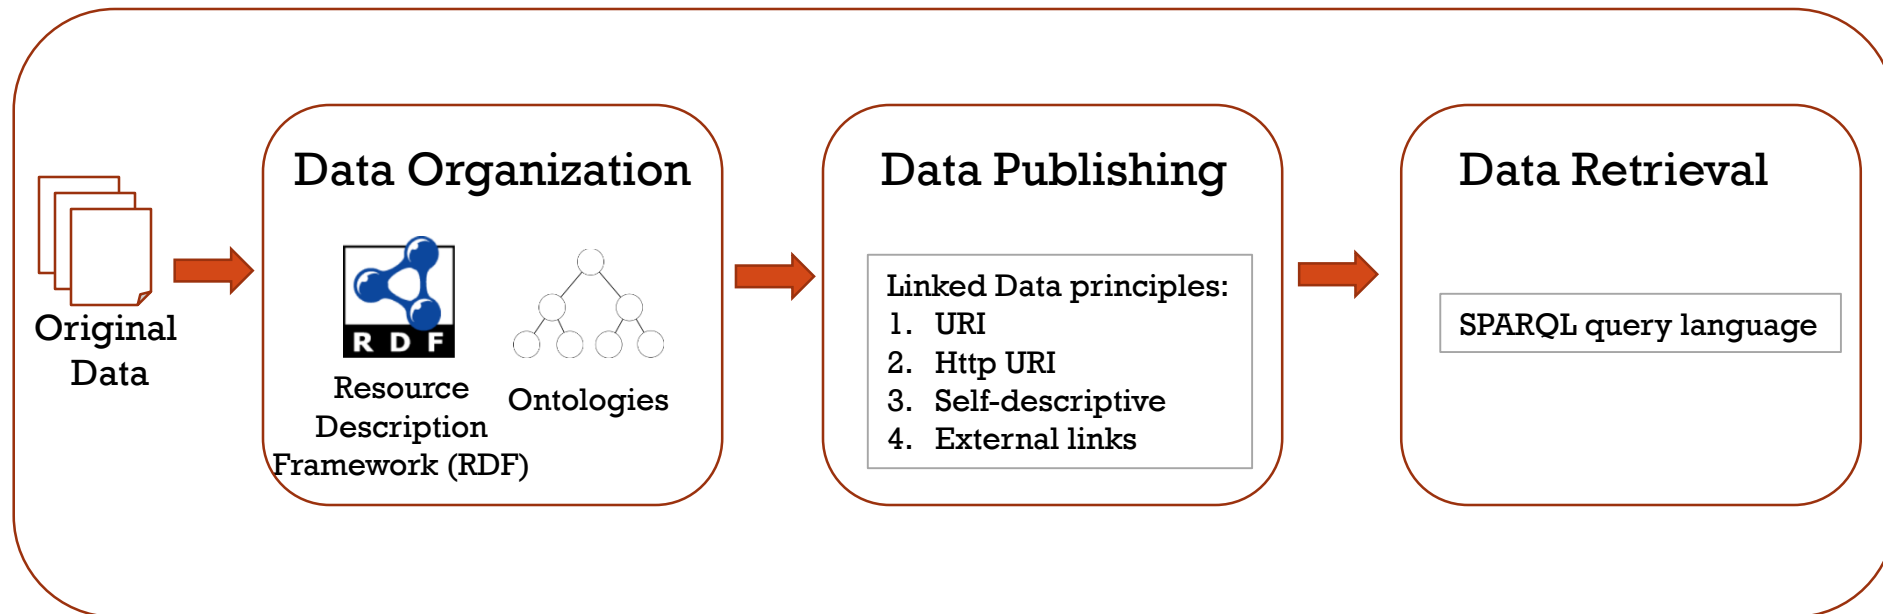 Original
Data
Data Organization
R D F
Resource
Description
Framework (RDF)
Ontologies
Data Publishing
Linked Data principles:
1. URI
2. Http URI
3. Self-descriptive
4. External links
Data Retrieval
SPARQL query language